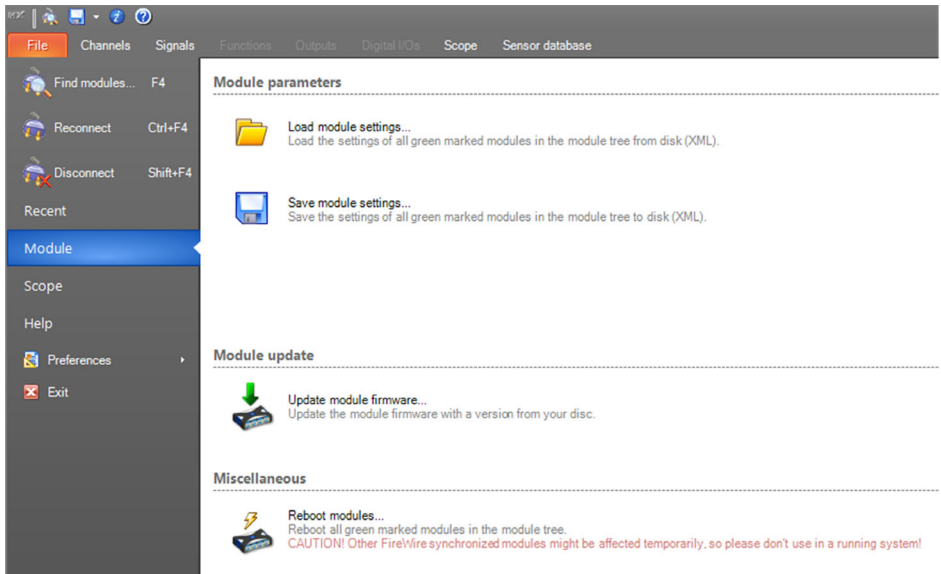 File Channels Signals Functions Outputs Digital I/Os Scope Sensor database
Find modules... F4
Reconnect Ctrl+F4
Disconnect Shift+F4
Recent
Module
Scope
Help
Preferences
Exit
Module parameters
Load module settings...
Load the settings of all green marked modules in the module tree from disk (XML).
Save module settings...
Save the settings of all green marked modules in the module tree to disk (XML).
Module update
Update module firmware...
Update the module firmware with a version from your disc.
Miscellaneous
Reboot modules...
Reboot all green marked modules in the module tree.
CAUTION! Other FireWire synchronized modules might be affected temporarily, so please don't use in a running system!